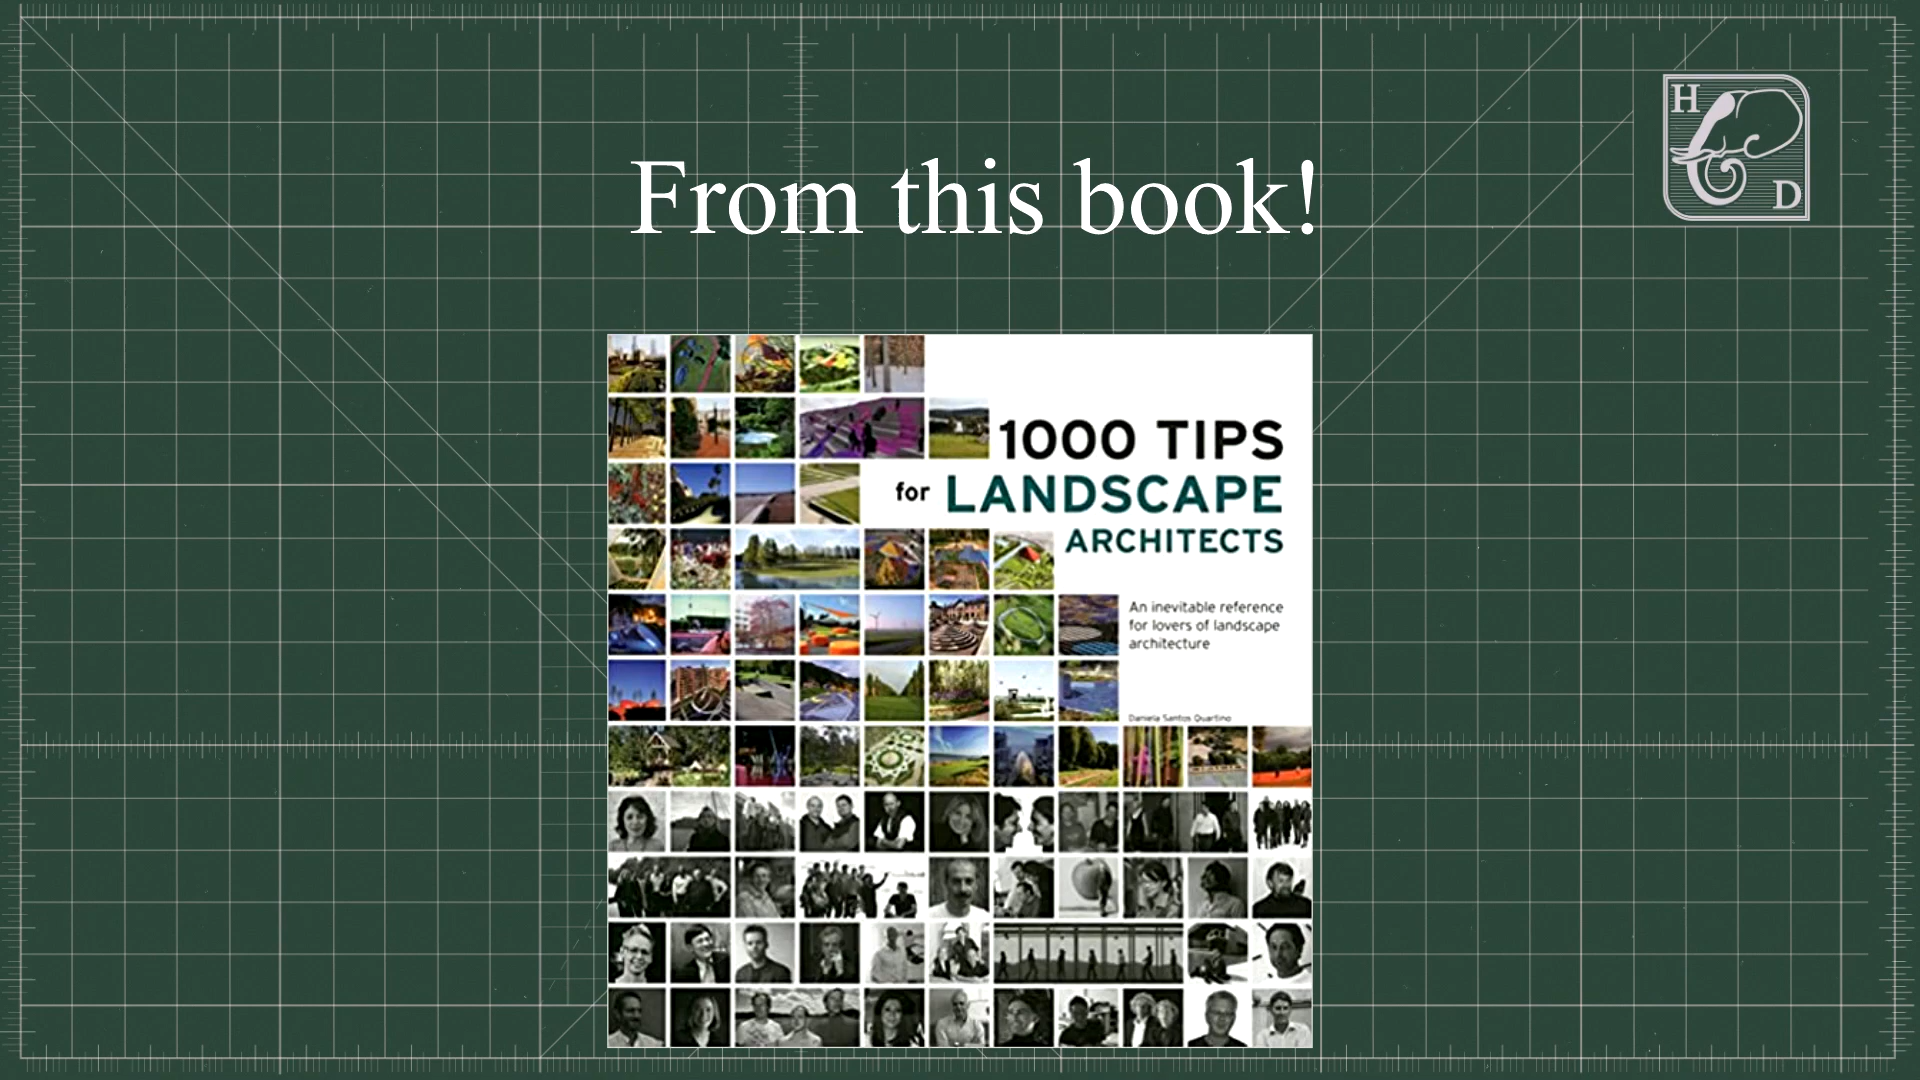 H
D
From this book!
1000 TIPS
for LANDSCAPE
ARCHITECTS
An inevitable reference
for lovers of landscape
architecture
Daniela Santos Quartino